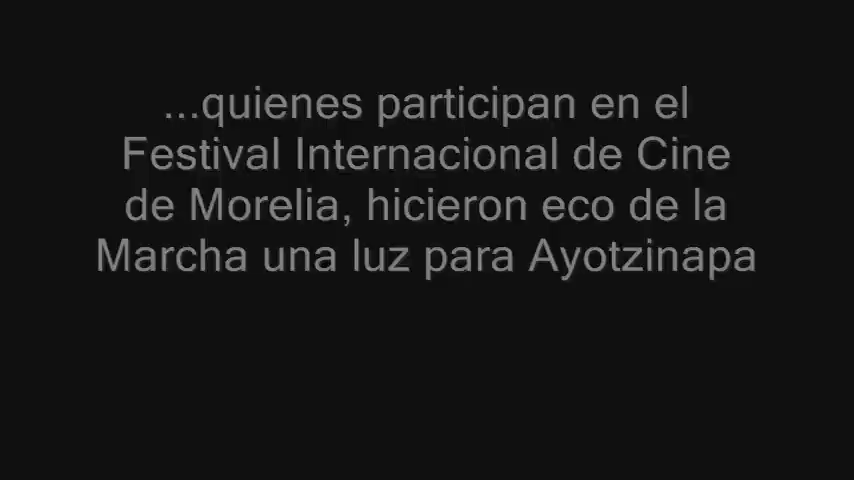 ...quienes participan en el
Festival Internacional de Cine
de Morelia, hicieron eco de la
Marcha una luz para Ayotzinapa